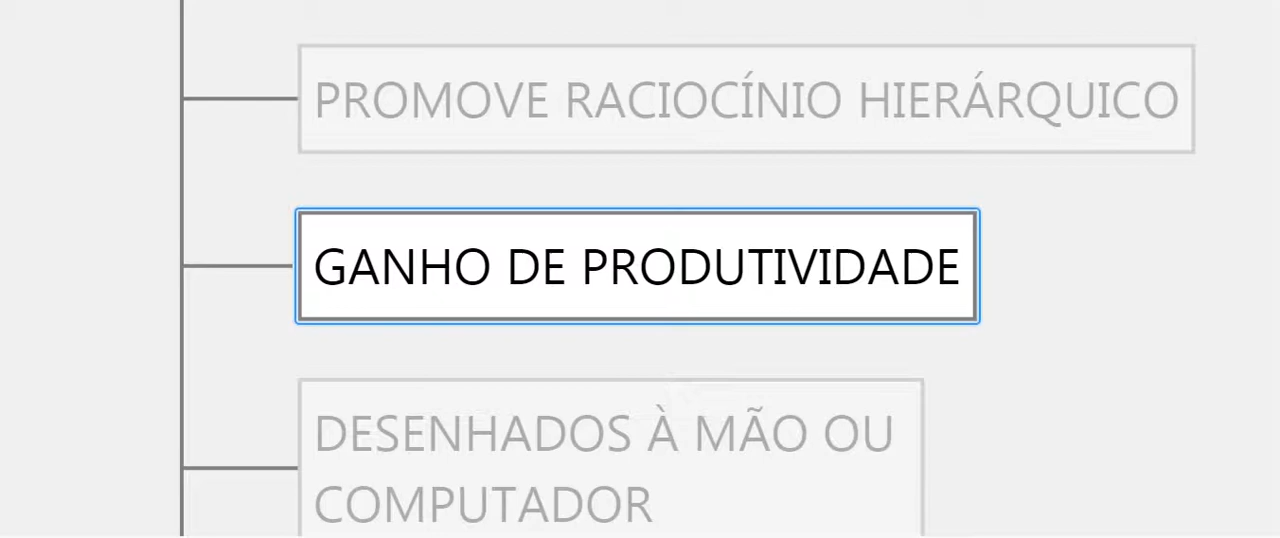 PROMOVE RACIOCÍNIO HIERÁRQUICO
GANHO DE PRODUTIVIDADE
DESENHADOS À MÃO OU
COMPUTADOR